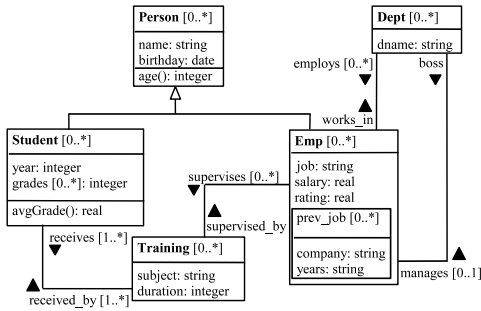 Person [0..*]
name: string
birthday: date
age(): integer
Dept [0..*]
dname: string
employs [0..*]
boss
works_in
Student [0..*]
year: integer
grades [0..*]: integer
avgGrade(): real
Emp [0..*]
job: string
salary: real
rating: real
prev_job [0..*]
company: string
years: string
supervises [0..*]
supervised_by
receives [1..*]
Training [0..*]
subject: string
duration: integer
received_by [1..*]
manages [0..1]